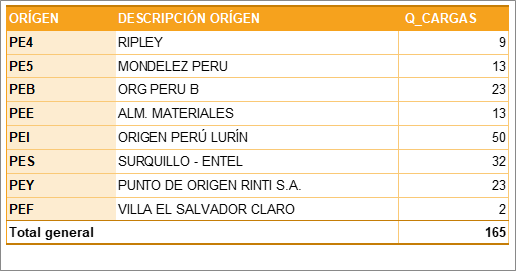 ORÍGEN DESCRIPCIÓN ORÍGEN Q_CARGAS
PE4 RIPLEY 9
PE5 MONDELEZ PERU 13
PEB ORG PERU B 23
PEE ALM. MATERIALES 13
PEI ORIGEN PERÚ LURÍN 50
PES SURQUILLO - ENTEL 32
PEY PUNTO DE ORIGEN RINTI S.A. 23
PEF VILLA EL SALVADOR CLARO 2
Total general 165